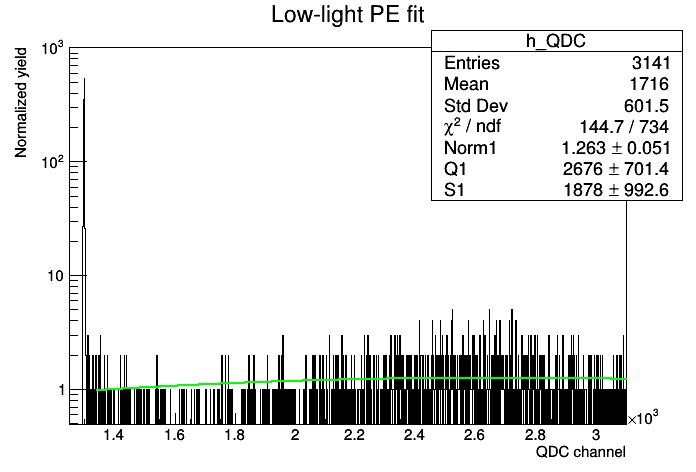 Low-light PE fit
h_QDC
Entries 3141
Mean 1716
Std Dev 601.5
χ² / ndf 144.7 / 734
Norm1 1.263 ± 0.051
Q1 2676 ± 701.4
S1 1878 ± 992.6
Normalized yield
10³
10²
10
1
1.4 1.6 1.8 2 2.2 2.4 2.6 2.8 3
×10³
QDC channel